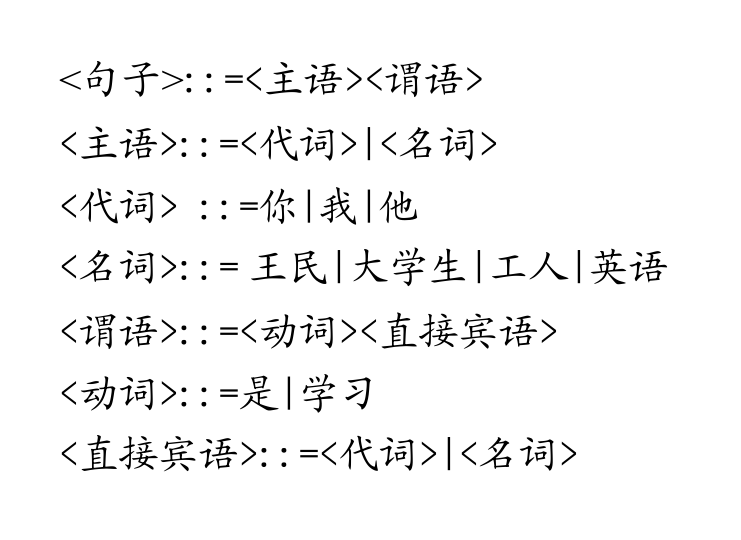 <句子>::=<主语><谓语>
<主语>::=<代词>|<名词>
<代词> ::=你|我|他
<名词>::= 王民|大学生|工人|英语
<谓语>::=<动词><直接宾语>
<动词>::=是|学习
<直接宾语>::=<代词>|<名词>